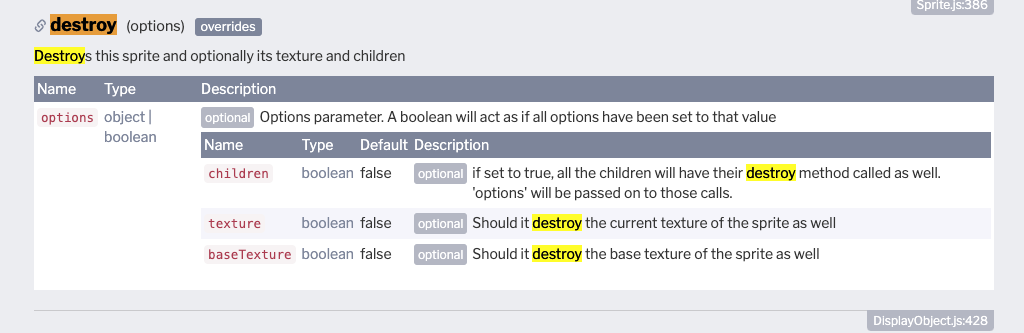 Sprite.js:386
destroy (options) overrides
Destroys this sprite and optionally its texture and children
Name Type Description
options object | boolean optional Options parameter. A boolean will act as if all options have been set to that value
Name Type Default Description
children boolean false optional if set to true, all the children will have their destroy method called as well.
'options' will be passed on to those calls.
texture boolean false optional Should it destroy the current texture of the sprite as well
baseTexture boolean false optional Should it destroy the base texture of the sprite as well
DisplayObject.js:428